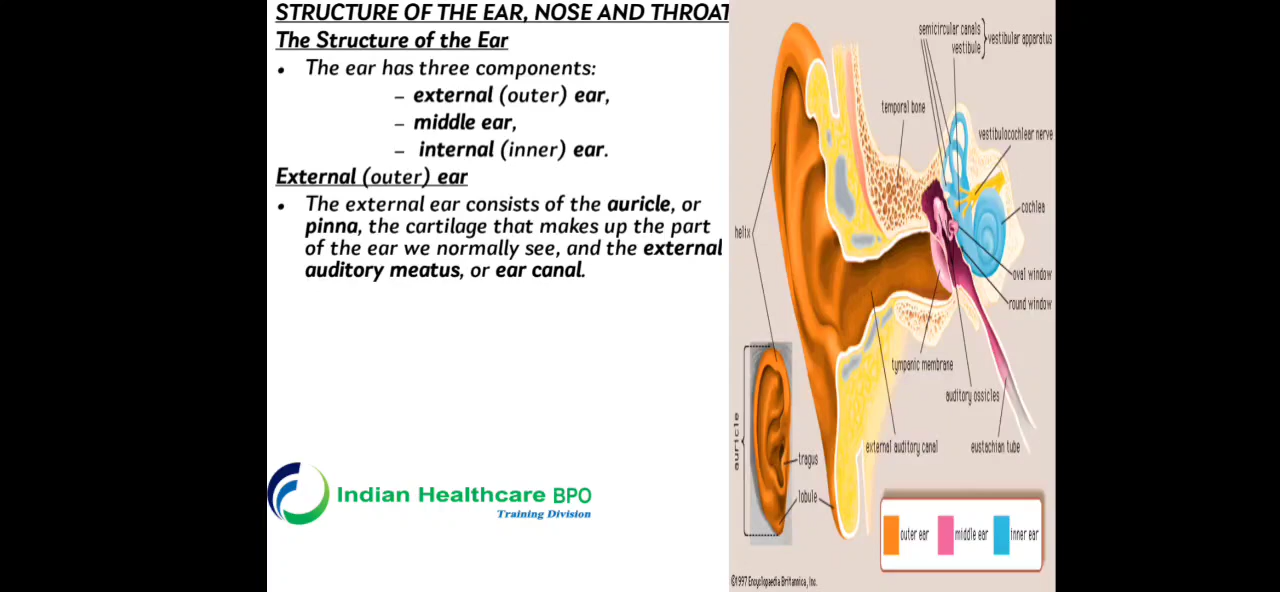 STRUCTURE OF THE EAR, NOSE AND THROAT
The Structure of the Ear
• The ear has three components:
– external (outer) ear,
– middle ear,
– internal (inner) ear.
External (outer) ear
• The external ear consists of the auricle, or
pinna, the cartilage that makes up the part
of the ear we normally see, and the external
auditory meatus, or ear canal.
Indian Healthcare BPO
Training Division
semicircular canals
vestibule
vestibular apparatus
temporal bone
vestibulocochlear nerve
cochlea
helix
oval window
round window
tympanic membrane
auditory ossicles
external auditory canal
eustachian tube
auricle
tragus
lobule
outer ear
middle ear
inner ear
©1997 Encyclopaedia Britannica, Inc.